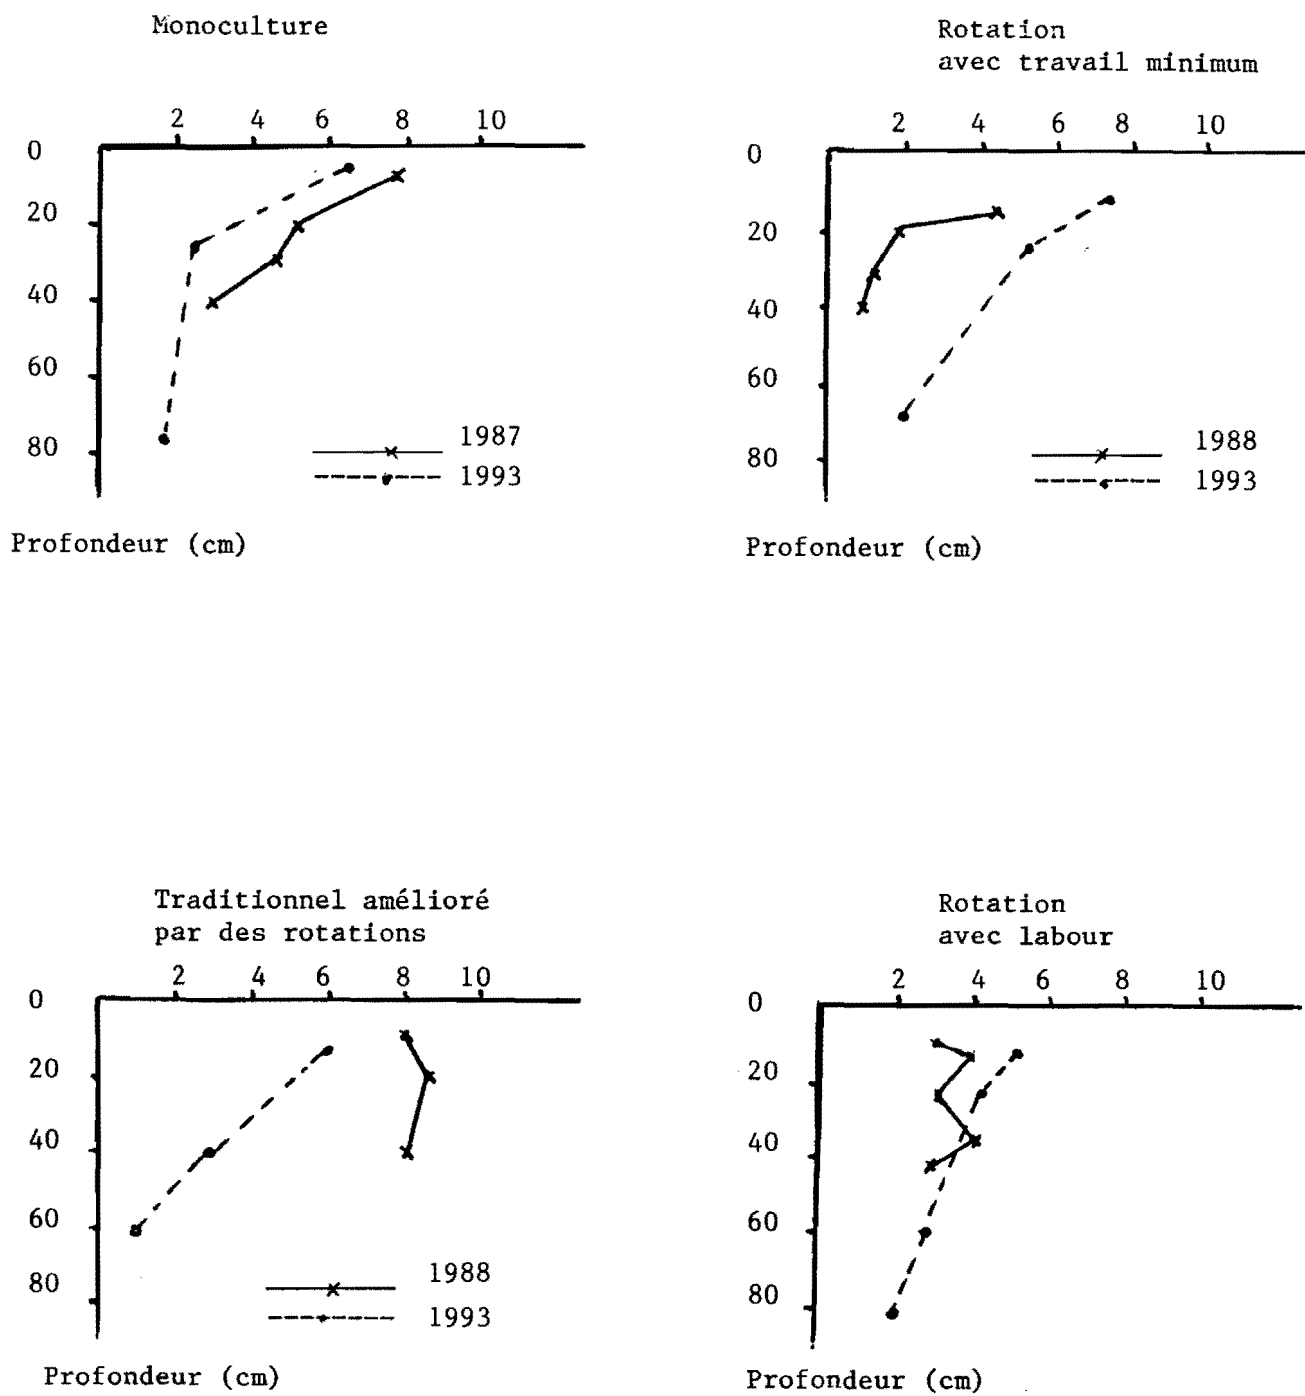 Monoculture
2 4 6 8 10
0
20
40
60
80
1987
1993
Profondeur (cm)
Rotation
avec travail minimum
2 4 6 8 10
0
20
40
60
80
1988
1993
Profondeur (cm)
Traditionnel amélioré
par des rotations
2 4 6 8 10
0
20
40
60
80
1988
1993
Profondeur (cm)
Rotation
avec labour
2 4 6 8 10
0
20
40
60
80
Profondeur (cm)